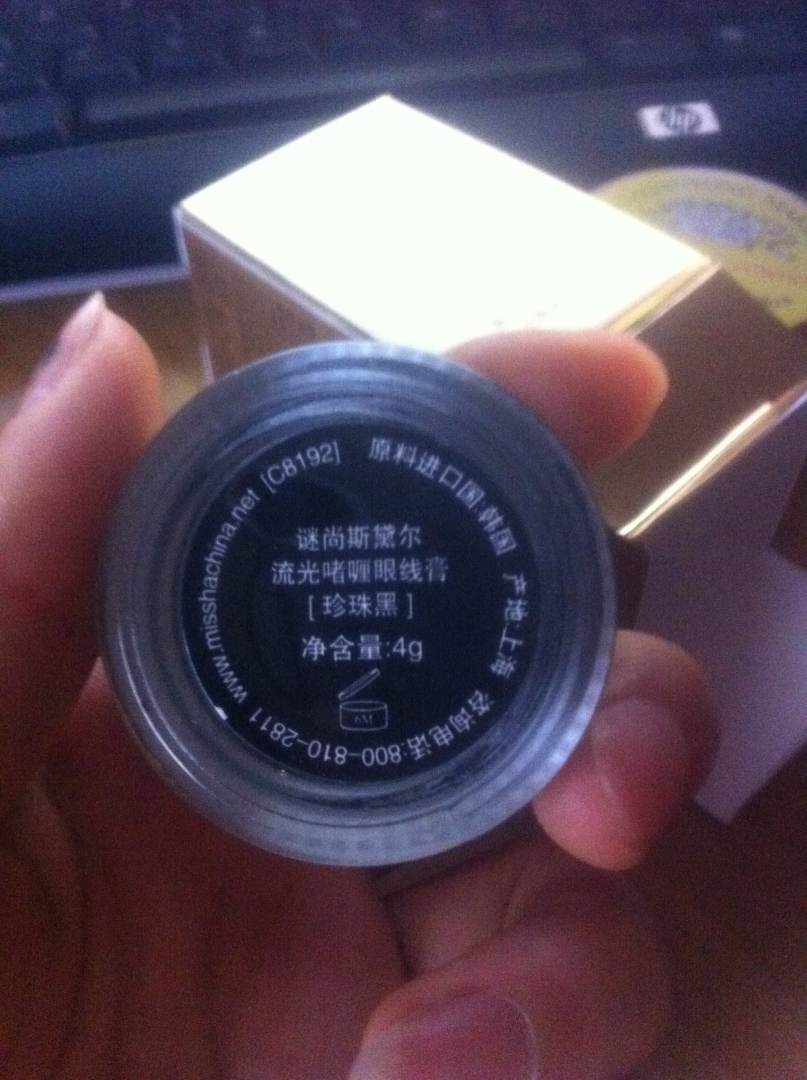 hp
[C8192]
原料进口国:韩国
产地:上海
咨询电话:800-810-2811
www.misshachina.net
谜尚斯黛尔
流光啫喱眼线膏
[珍珠黑]
净含量:4g
6M